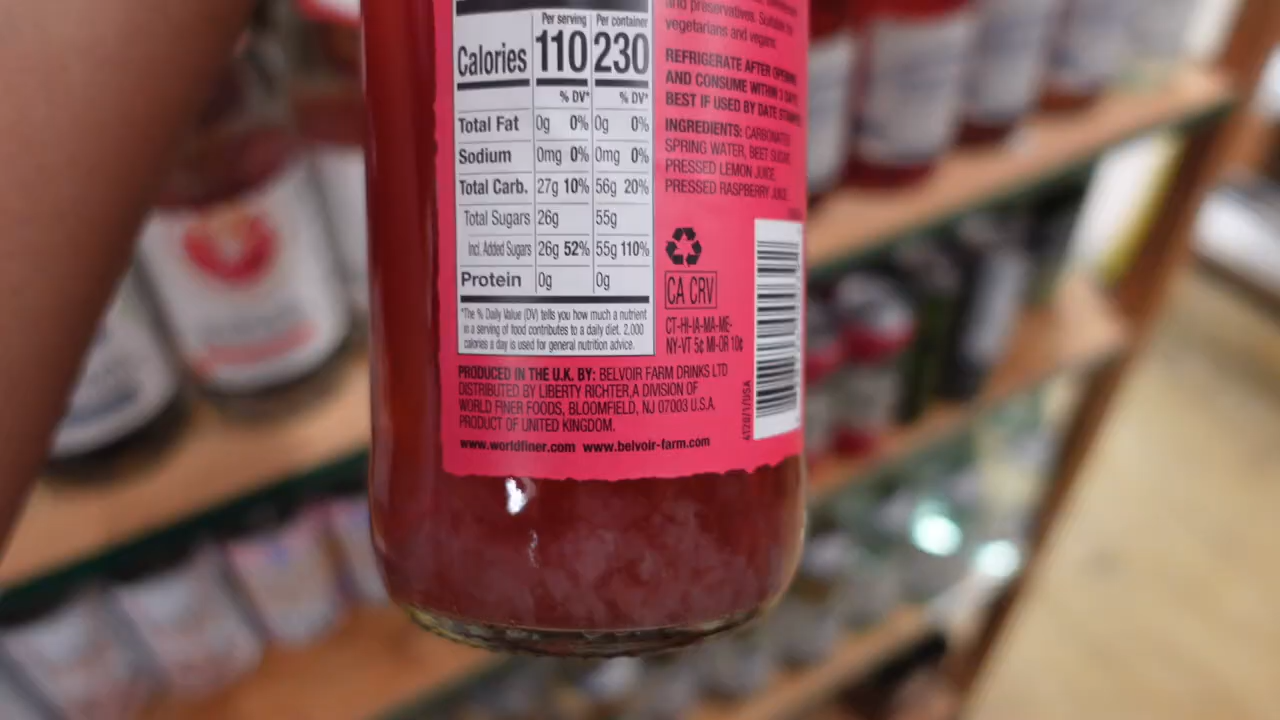 Per serving Per container
Calories 110 230
% DV* % DV*
Total Fat 0g 0% 0g 0%
Sodium 0mg 0% 0mg 0%
Total Carb. 27g 10% 56g 20%
Total Sugars 26g 55g
Incl. Added Sugars 26g 52% 55g 110%
Protein 0g 0g
*The % Daily Value (DV) tells you how much a nutrient
in a serving of food contributes to a daily diet. 2,000
calories a day is used for general nutrition advice.
PRODUCED IN THE U.K. BY: BELVOIR FARM DRINKS LTD
DISTRIBUTED BY LIBERTY RICHTER,A DIVISION OF
WORLD FINER FOODS, BLOOMFIELD, NJ 07003 U.S.A.
PRODUCT OF UNITED KINGDOM.
www.worldfiner.com www.belvoir-farm.com
and preservatives. Suitable to
vegetarians and vegans
REFRIGERATE AFTER OPENING
AND CONSUME WITHIN 3 DAYS
BEST IF USED BY DATE STAMPED
INGREDIENTS: CARBONATED
SPRING WATER, BEET SUGAR,
PRESSED LEMON JUICE,
PRESSED RASPBERRY JUICE
CA CRV
CT-HI-IA-MA-ME-
NY-VT 5¢ MI-OR 10¢
4128/1/USA